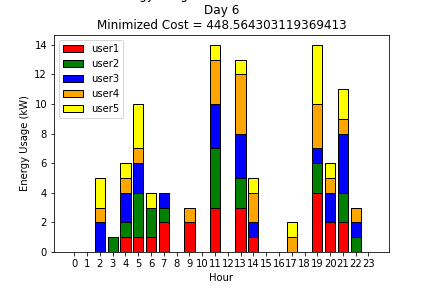 Day 6
Minimized Cost = 448.564303119369413
14
12
10
8
6
4
2
0
Energy Usage (kW)
user1
user2
user3
user4
user5
0 1 2 3 4 5 6 7 8 9 10 11 12 13 14 15 16 17 18 19 20 21 22 23
Hour